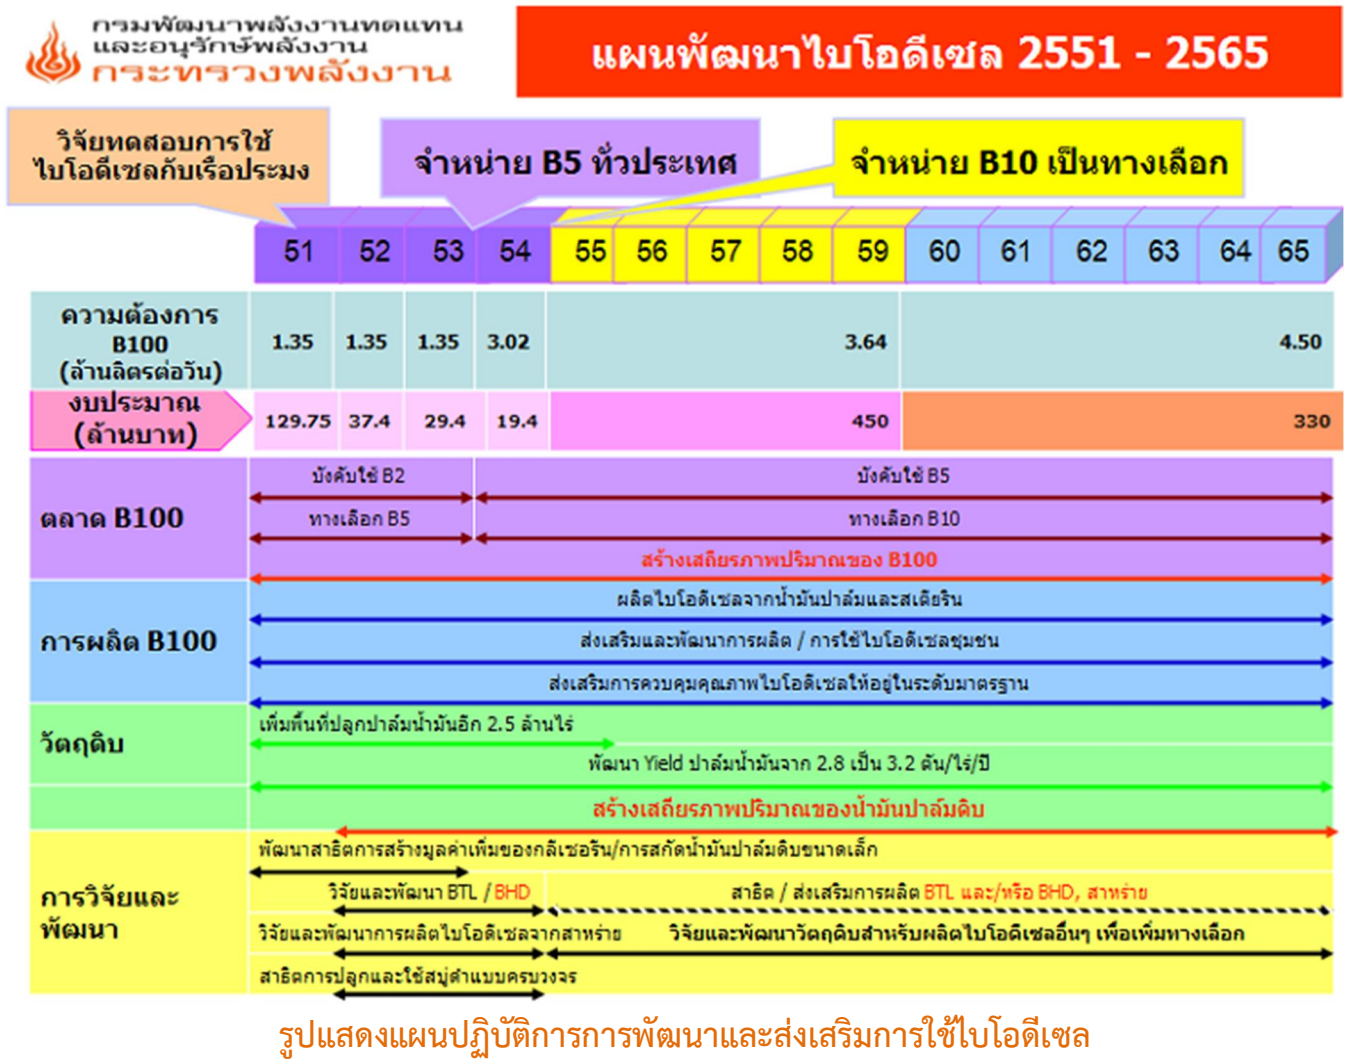 กรมพัฒนาพลังงานทดแทน
และอนุรักษ์พลังงาน
กระทรวงพลังงาน
แผนพัฒนาไบโอดีเซล 2551 - 2565
วิจัยทดสอบการใช้
ไบโอดีเซลกับเรือประมง
จำหน่าย B5 ทั่วประเทศ
จำหน่าย B10 เป็นทางเลือก
51 52 53 54 55 56 57 58 59 60 61 62 63 64 65
ความต้องการ
B100
(ล้านลิตรต่อวัน)
1.35 1.35 1.35 3.02 3.64 4.50
งบประมาณ
(ล้านบาท)
129.75 37.4 29.4 19.4 450 330
ตลาด B100
บังคับใช้ B2 บังคับใช้ B5
ทางเลือก B5 ทางเลือก B10
สร้างเสถียรภาพปริมาณของ B100
การผลิต B100
ผลิตไบโอดีเซลจากน้ำมันปาล์มและสเตียริน
ส่งเสริมและพัฒนาการผลิต / การใช้ไบโอดีเซลชุมชน
ส่งเสริมการควบคุมคุณภาพไบโอดีเซลให้อยู่ในระดับมาตรฐาน
วัตถุดิบ
เพิ่มพื้นที่ปลูกปาล์มน้ำมันอีก 2.5 ล้านไร่
พัฒนา Yield ปาล์มน้ำมันจาก 2.8 เป็น 3.2 ตัน/ไร่/ปี
สร้างเสถียรภาพปริมาณของน้ำมันปาล์มดิบ
การวิจัยและ
พัฒนา
พัฒนาสาธิตการสร้างมูลค่าเพิ่มของกลีเซอรีน/การสกัดน้ำมันปาล์มดิบขนาดเล็ก
วิจัยและพัฒนา BTL / BHD สาธิต / ส่งเสริมการผลิต BTL และ/หรือ BHD, สาหร่าย
วิจัยและพัฒนาการผลิตไบโอดีเซลจากสาหร่าย วิจัยและพัฒนาวัตถุดิบสำหรับผลิตไบโอดีเซลอื่นๆ เพื่อเพิ่มทางเลือก
สาธิตการปลูกและใช้สบู่ดำแบบครบวงจร
รูปแสดงแผนปฏิบัติการการพัฒนาและส่งเสริมการใช้ไบโอดีเซล